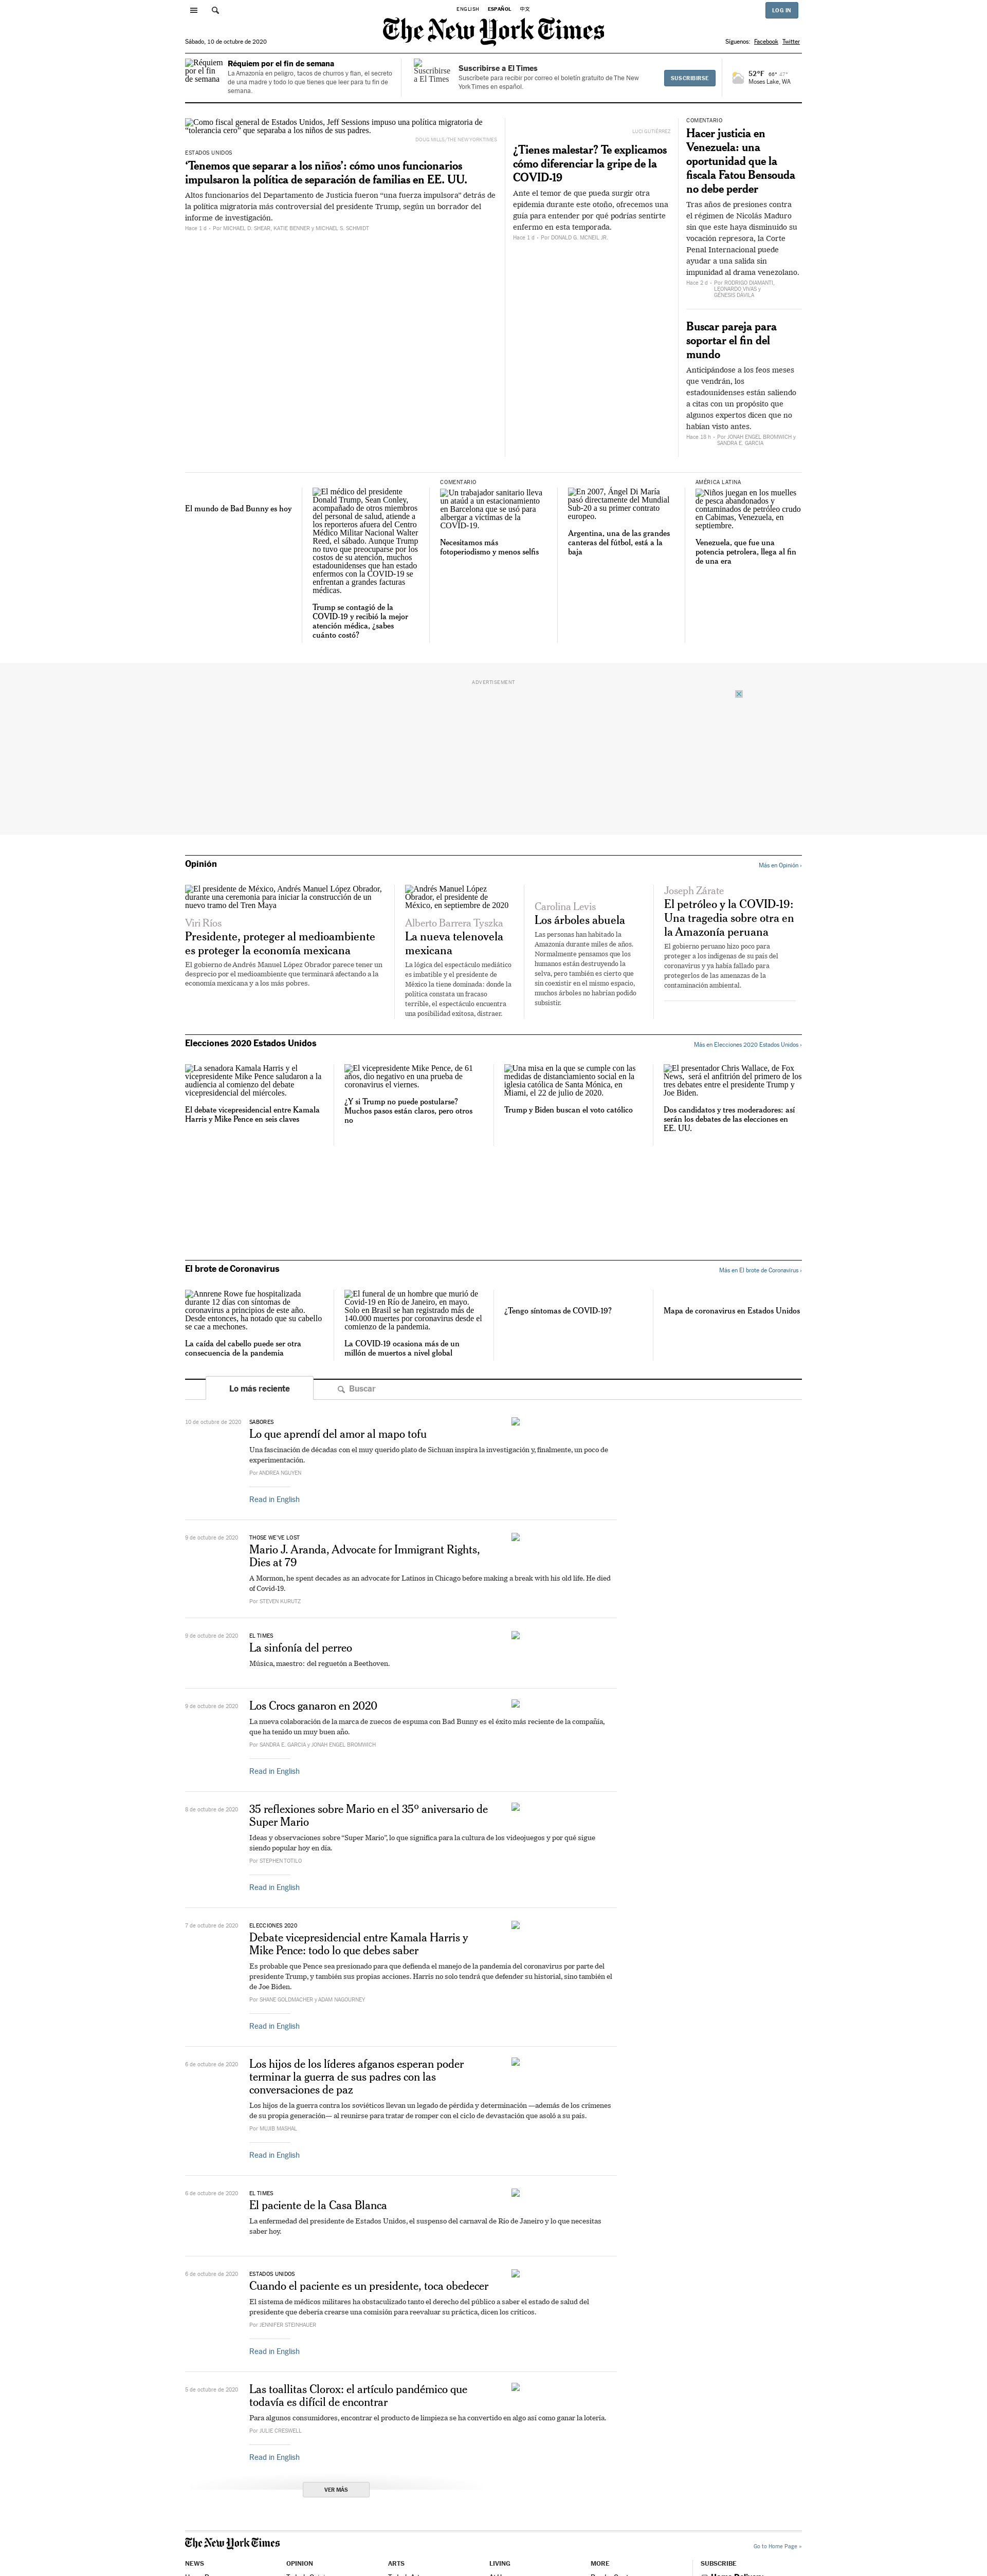 ENGLISH ESPAÑOL 中文
LOG IN
The New York Times
Sábado, 10 de octubre de 2020
Síguenos: Facebook Twitter
Réquiem por el fin de semana
Réquiem por el fin de semana
La Amazonía en peligro, tacos de churros y flan, el secreto
de una madre y todo lo que tienes que leer para tu fin de
semana.
Suscribirse a El Times
Suscribirse a El Times
Suscríbete para recibir por correo el boletín gratuito de The New
York Times en español.
SUSCRIBIRSE
52°F 66° 47°
Moses Lake, WA
Como fiscal general de Estados Unidos, Jeff Sessions impuso una política migratoria de
“tolerancia cero” que separaba a los niños de sus padres.
DOUG MILLS/THE NEW YORK TIMES
ESTADOS UNIDOS
‘Tenemos que separar a los niños’: cómo unos funcionarios
impulsaron la política de separación de familias en EE. UU.
Altos funcionarios del Departamento de Justicia fueron “una fuerza impulsora” detrás de
la política migratoria más controversial del presidente Trump, según un borrador del
informe de investigación.
Hace 1 d - Por MICHAEL D. SHEAR, KATIE BENNER y MICHAEL S. SCHMIDT
LUCI GUTIÉRREZ
¿Tienes malestar? Te explicamos
cómo diferenciar la gripe de la
COVID-19
Ante el temor de que pueda surgir otra
epidemia durante este otoño, ofrecemos una
guía para entender por qué podrías sentirte
enfermo en esta temporada.
Hace 1 d - Por DONALD G. MCNEIL JR.
COMENTARIO
Hacer justicia en
Venezuela: una
oportunidad que la
fiscala Fatou Bensouda
no debe perder
Tras años de presiones contra
el régimen de Nicolás Maduro
sin que este haya disminuido su
vocación represora, la Corte
Penal Internacional puede
ayudar a una salida sin
impunidad al drama venezolano.
Hace 2 d - Por RODRIGO DIAMANTI,
LEONARDO VIVAS y
GÉNESIS DÁVILA
Buscar pareja para
soportar el fin del
mundo
Anticipándose a los feos meses
que vendrán, los
estadounidenses están saliendo
a citas con un propósito que
algunos expertos dicen que no
habían visto antes.
Hace 18 h - Por JONAH ENGEL BROMWICH y
SANDRA E. GARCIA
El mundo de Bad Bunny es hoy
El médico del presidente
Donald Trump, Sean Conley,
acompañado de otros miembros
del personal de salud, atiende a
los reporteros afuera del Centro
Médico Militar Nacional Walter
Reed, el sábado. Aunque Trump
no tuvo que preocuparse por los
costos de su atención, muchos
estadounidenses que han estado
enfermos con la COVID-19 se
enfrentan a grandes facturas
médicas.
Trump se contagió de la
COVID-19 y recibió la mejor
atención médica, ¿sabes
cuánto costó?
COMENTARIO
Un trabajador sanitario lleva
un ataúd a un estacionamiento
en Barcelona que se usó para
albergar a víctimas de la
COVID-19.
Necesitamos más
fotoperiodismo y menos selfis
En 2007, Ángel Di María
pasó directamente del Mundial
Sub-20 a su primer contrato
europeo.
Argentina, una de las grandes
canteras del fútbol, está a la
baja
AMÉRICA LATINA
Niños juegan en los muelles
de pesca abandonados y
contaminados de petróleo crudo
en Cabimas, Venezuela, en
septiembre.
Venezuela, que fue una
potencia petrolera, llega al fin
de una era
ADVERTISEMENT
Opinión
Más en Opinión ›
El presidente de México, Andrés Manuel López Obrador,
durante una ceremonia para iniciar la construcción de un
nuevo tramo del Tren Maya
Viri Ríos
Presidente, proteger al medioambiente
es proteger la economía mexicana
El gobierno de Andrés Manuel López Obrador parece tener un
desprecio por el medioambiente que terminará afectando a la
economía mexicana y a los más pobres.
Andrés Manuel López
Obrador, el presidente de
México, en septiembre de 2020
Alberto Barrera Tyszka
La nueva telenovela
mexicana
La lógica del espectáculo mediático
es imbatible y el presidente de
México la tiene dominada: donde la
política constata un fracaso
terrible, el espectáculo encuentra
una posibilidad exitosa, distraer.
Carolina Levis
Los árboles abuela
Las personas han habitado la
Amazonía durante miles de años.
Normalmente pensamos que los
humanos están destruyendo la
selva, pero también es cierto que
sin coexistir en el mismo espacio,
muchos árboles no habrían podido
subsistir.
Joseph Zárate
El petróleo y la COVID-19:
Una tragedia sobre otra en
la Amazonía peruana
El gobierno peruano hizo poco para
proteger a los indígenas de su país del
coronavirus y ya había fallado para
protegerlos de las amenazas de la
contaminación ambiental.
Elecciones 2020 Estados Unidos
Más en Elecciones 2020 Estados Unidos ›
La senadora Kamala Harris y el
vicepresidente Mike Pence saludaron a la
audiencia al comienzo del debate
vicepresidencial del miércoles.
El debate vicepresidencial entre Kamala
Harris y Mike Pence en seis claves
El vicepresidente Mike Pence, de 61
años, dio negativo en una prueba de
coronavirus el viernes.
¿Y si Trump no puede postularse?
Muchos pasos están claros, pero otros
no
Una misa en la que se cumple con las
medidas de distanciamiento social en la
iglesia católica de Santa Mónica, en
Miami, el 22 de julio de 2020.
Trump y Biden buscan el voto católico
El presentador Chris Wallace, de Fox
News, será el anfitrión del primero de los
tres debates entre el presidente Trump y
Joe Biden.
Dos candidatos y tres moderadores: así
serán los debates de las elecciones en
EE. UU.
El brote de Coronavirus
Más en El brote de Coronavirus ›
Annrene Rowe fue hospitalizada
durante 12 días con síntomas de
coronavirus a principios de este año.
Desde entonces, ha notado que su cabello
se cae a mechones.
La caída del cabello puede ser otra
consecuencia de la pandemia
El funeral de un hombre que murió de
Covid-19 en Río de Janeiro, en mayo.
Solo en Brasil se han registrado más de
140.000 muertes por coronavirus desde el
comienzo de la pandemia.
La COVID-19 ocasiona más de un
millón de muertos a nivel global
¿Tengo síntomas de COVID-19?
Mapa de coronavirus en Estados Unidos
Lo más reciente
Buscar
10 de octubre de 2020
SABORES
Lo que aprendí del amor al mapo tofu
Una fascinación de décadas con el muy querido plato de Sichuan inspira la investigación y, finalmente, un poco de
experimentación.
Por ANDREA NGUYEN
Read in English
9 de octubre de 2020
THOSE WE’VE LOST
Mario J. Aranda, Advocate for Immigrant Rights,
Dies at 79
A Mormon, he spent decades as an advocate for Latinos in Chicago before making a break with his old life. He died
of Covid-19.
Por STEVEN KURUTZ
9 de octubre de 2020
EL TIMES
La sinfonía del perreo
Música, maestro: del reguetón a Beethoven.
9 de octubre de 2020
Los Crocs ganaron en 2020
La nueva colaboración de la marca de zuecos de espuma con Bad Bunny es el éxito más reciente de la compañía,
que ha tenido un muy buen año.
Por SANDRA E. GARCIA y JONAH ENGEL BROMWICH
Read in English
8 de octubre de 2020
35 reflexiones sobre Mario en el 35º aniversario de
Super Mario
Ideas y observaciones sobre “Super Mario”, lo que significa para la cultura de los videojuegos y por qué sigue
siendo popular hoy en día.
Por STEPHEN TOTILO
Read in English
7 de octubre de 2020
ELECCIONES 2020
Debate vicepresidencial entre Kamala Harris y
Mike Pence: todo lo que debes saber
Es probable que Pence sea presionado para que defienda el manejo de la pandemia del coronavirus por parte del
presidente Trump, y también sus propias acciones. Harris no solo tendrá que defender su historial, sino también el
de Joe Biden.
Por SHANE GOLDMACHER y ADAM NAGOURNEY
Read in English
6 de octubre de 2020
Los hijos de los líderes afganos esperan poder
terminar la guerra de sus padres con las
conversaciones de paz
Los hijos de la guerra contra los soviéticos llevan un legado de pérdida y determinación —además de los crímenes
de su propia generación— al reunirse para tratar de romper con el ciclo de devastación que asoló a su país.
Por MUJIB MASHAL
Read in English
6 de octubre de 2020
EL TIMES
El paciente de la Casa Blanca
La enfermedad del presidente de Estados Unidos, el suspenso del carnaval de Río de Janeiro y lo que necesitas
saber hoy.
6 de octubre de 2020
ESTADOS UNIDOS
Cuando el paciente es un presidente, toca obedecer
El sistema de médicos militares ha obstaculizado tanto el derecho del público a saber el estado de salud del
presidente que debería crearse una comisión para reevaluar su práctica, dicen los críticos.
Por JENNIFER STEINHAUER
Read in English
5 de octubre de 2020
Las toallitas Clorox: el artículo pandémico que
todavía es difícil de encontrar
Para algunos consumidores, encontrar el producto de limpieza se ha convertido en algo así como ganar la lotería.
Por JULIE CRESWELL
Read in English
VER MÁS
The New York Times
Go to Home Page »
NEWS OPINION ARTS LIVING MORE SUBSCRIBE